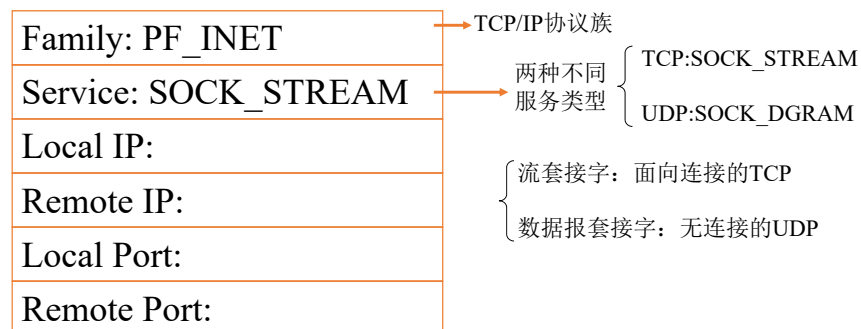 Family: PF_INET
TCP/IP协议族
Service: SOCK_STREAM
两种不同
服务类型
TCP:SOCK_STREAM
UDP:SOCK_DGRAM
Local IP:
Remote IP:
Local Port:
Remote Port:
流套接字：面向连接的TCP
数据报套接字：无连接的UDP